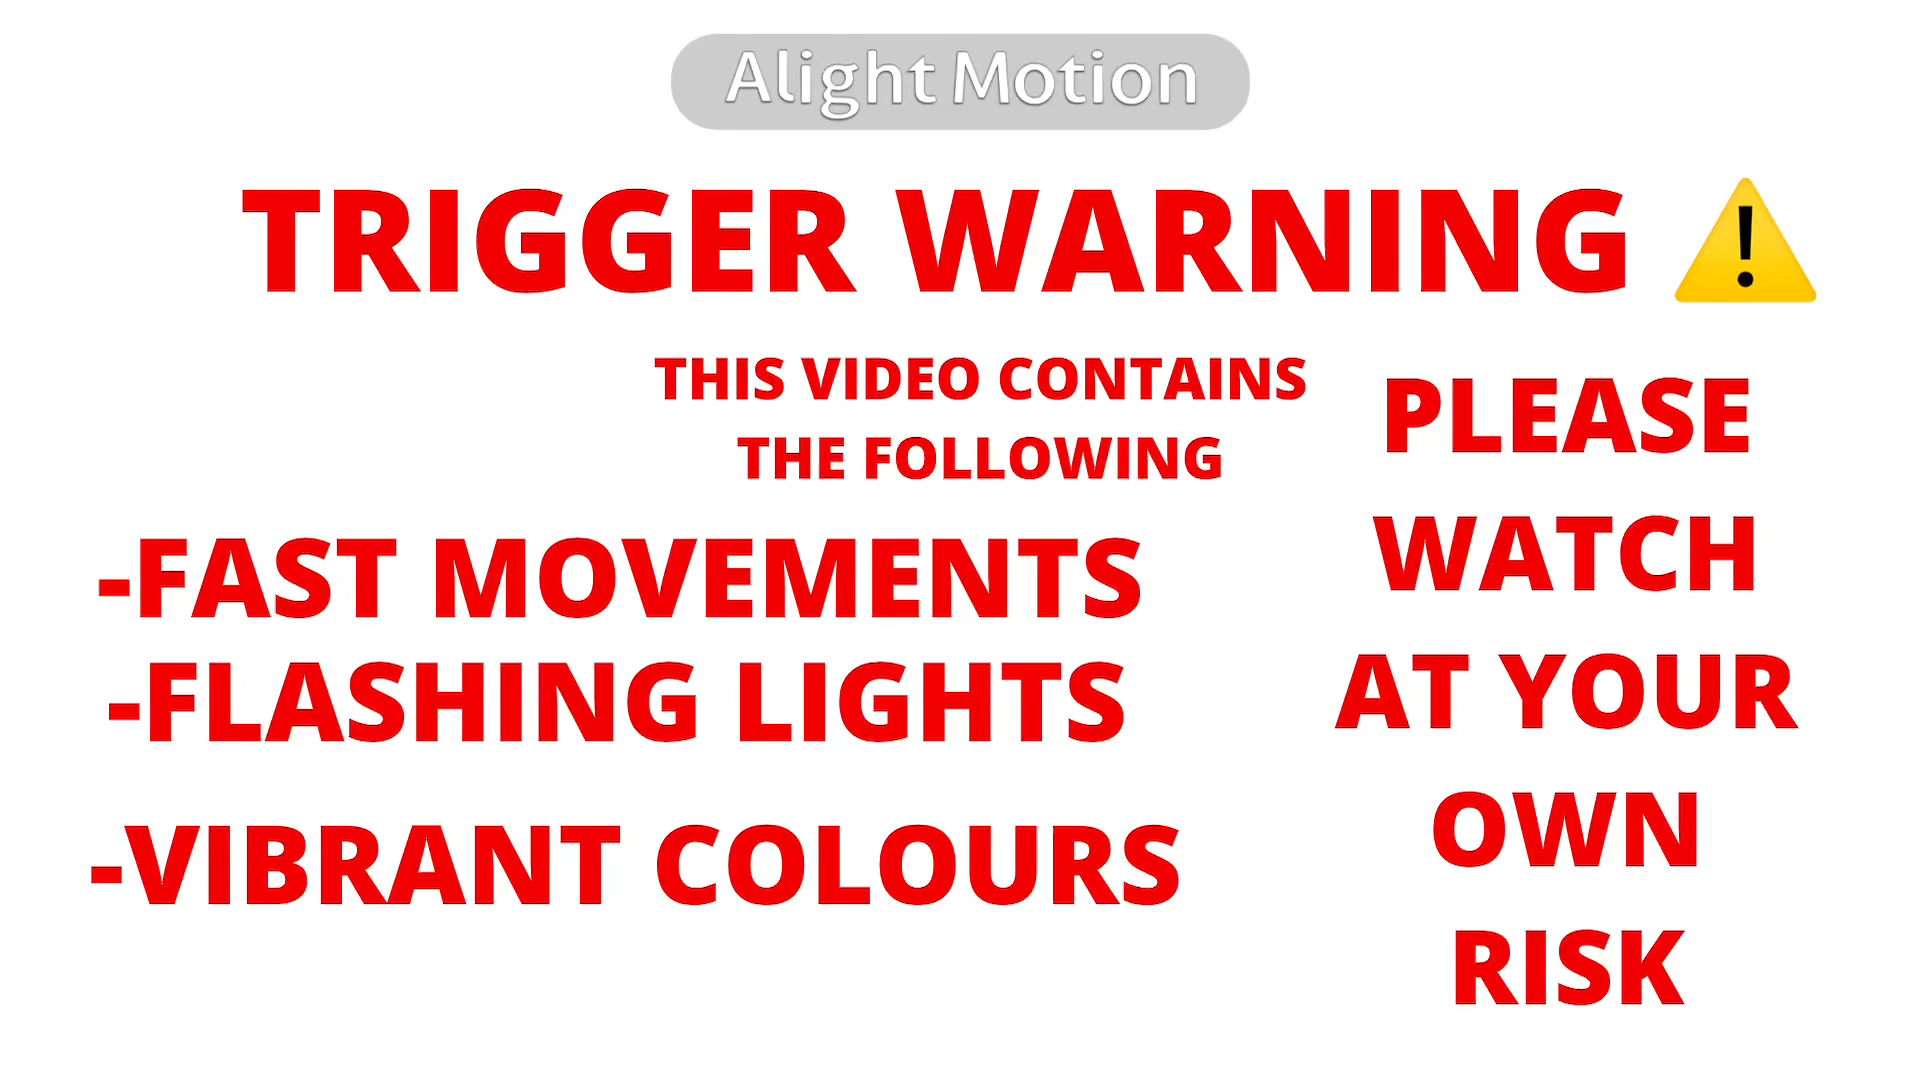 Alight Motion
TRIGGER WARNING ⚠️
THIS VIDEO CONTAINS
THE FOLLOWING
-FAST MOVEMENTS
-FLASHING LIGHTS
-VIBRANT COLOURS
PLEASE
WATCH
AT YOUR
OWN
RISK